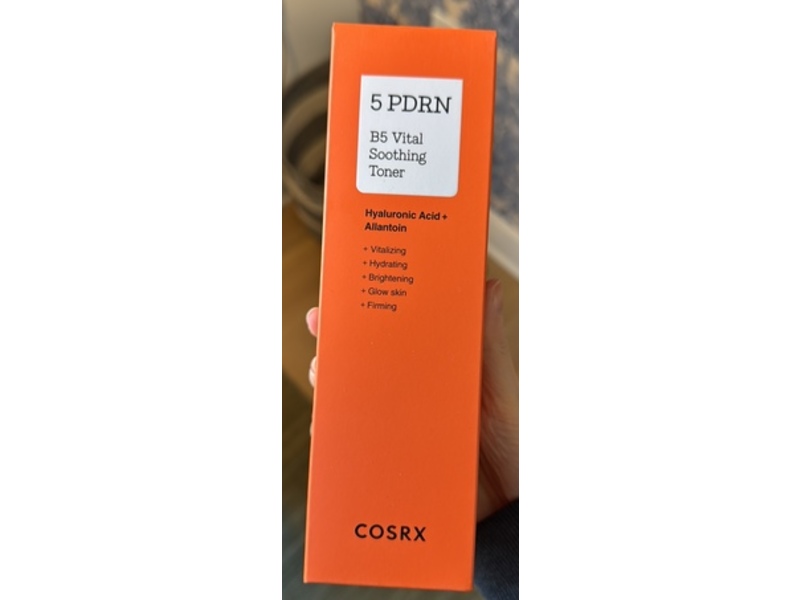 5 PDRN
B5 Vital
Soothing
Toner
Hyaluronic Acid +
Allantoin
+ Vitalizing
+ Hydrating
+ Brightening
+ Glow skin
+ Firming
COSRX